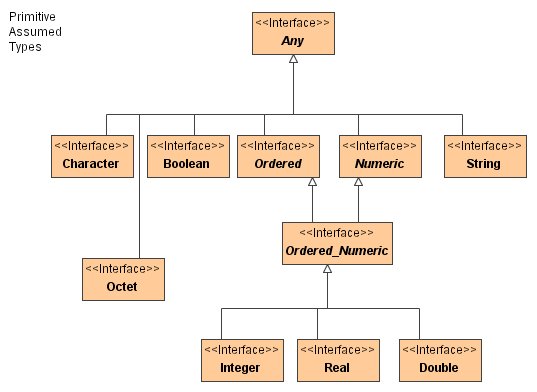 Primitive
Assumed
Types
<<Interface>>
Any
<<Interface>>
Character
<<Interface>>
Boolean
<<Interface>>
Ordered
<<Interface>>
Numeric
<<Interface>>
String
<<Interface>>
Ordered_Numeric
<<Interface>>
Octet
<<Interface>>
Integer
<<Interface>>
Real
<<Interface>>
Double